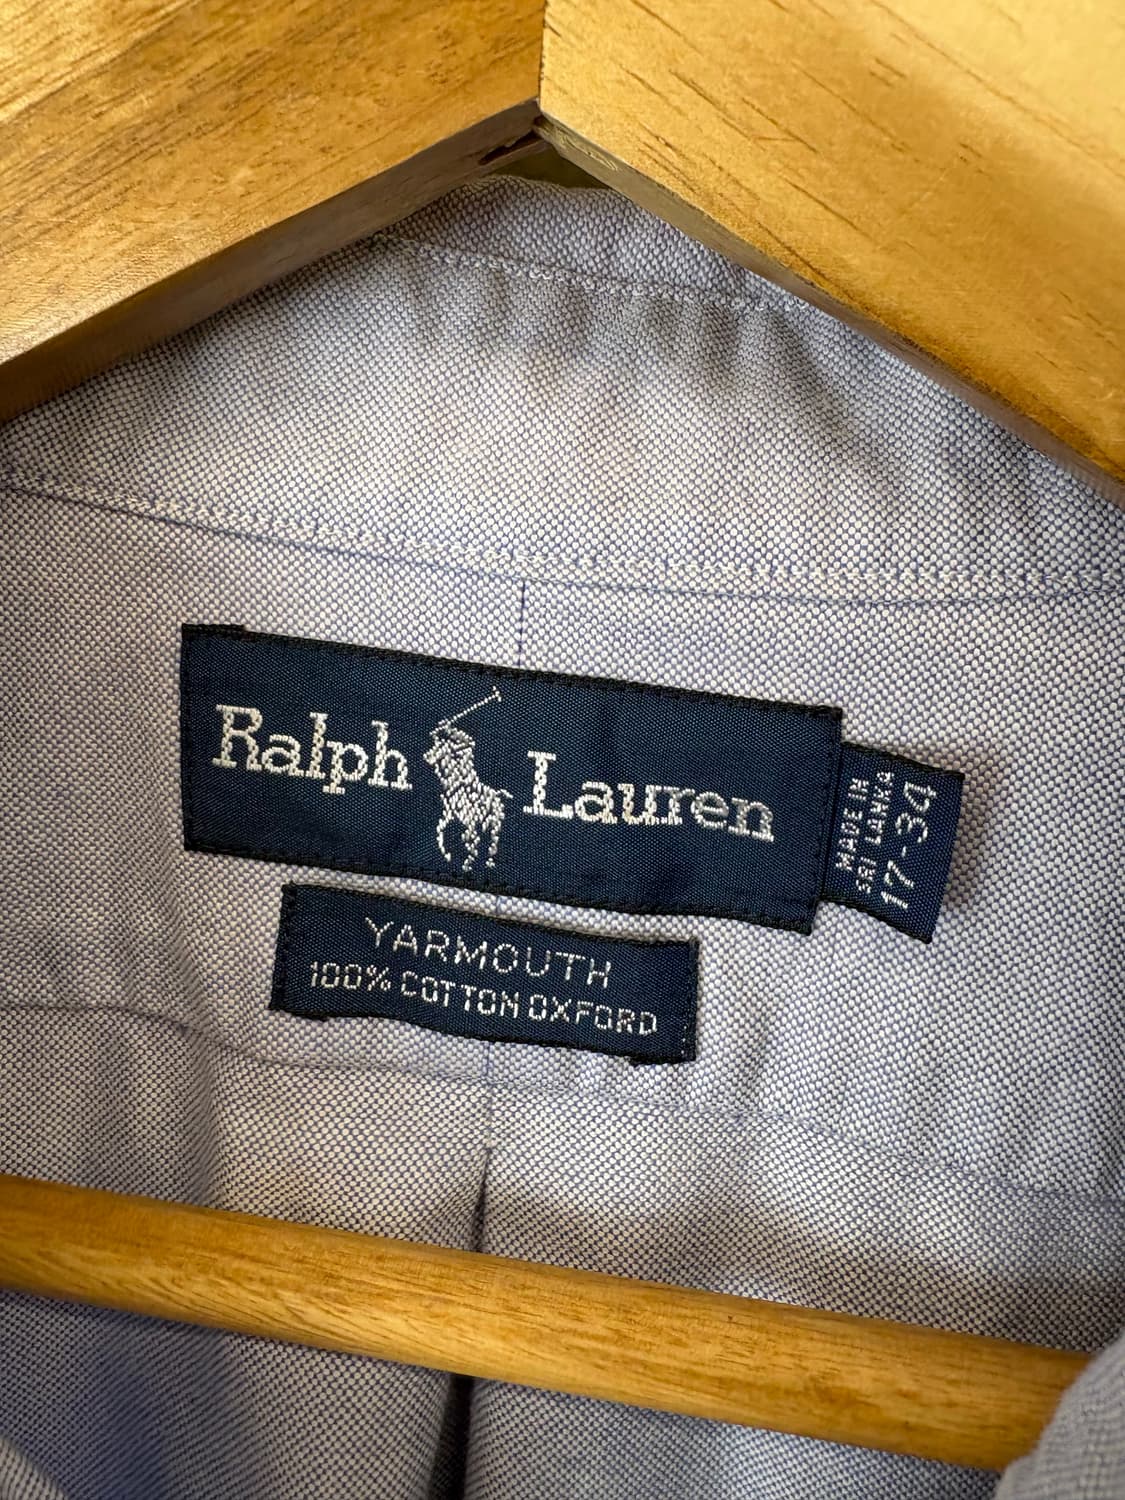 Ralph Lauren
MADE IN
SRI LANKA
17-34
YARMOUTH
100% COTTON OXFORD